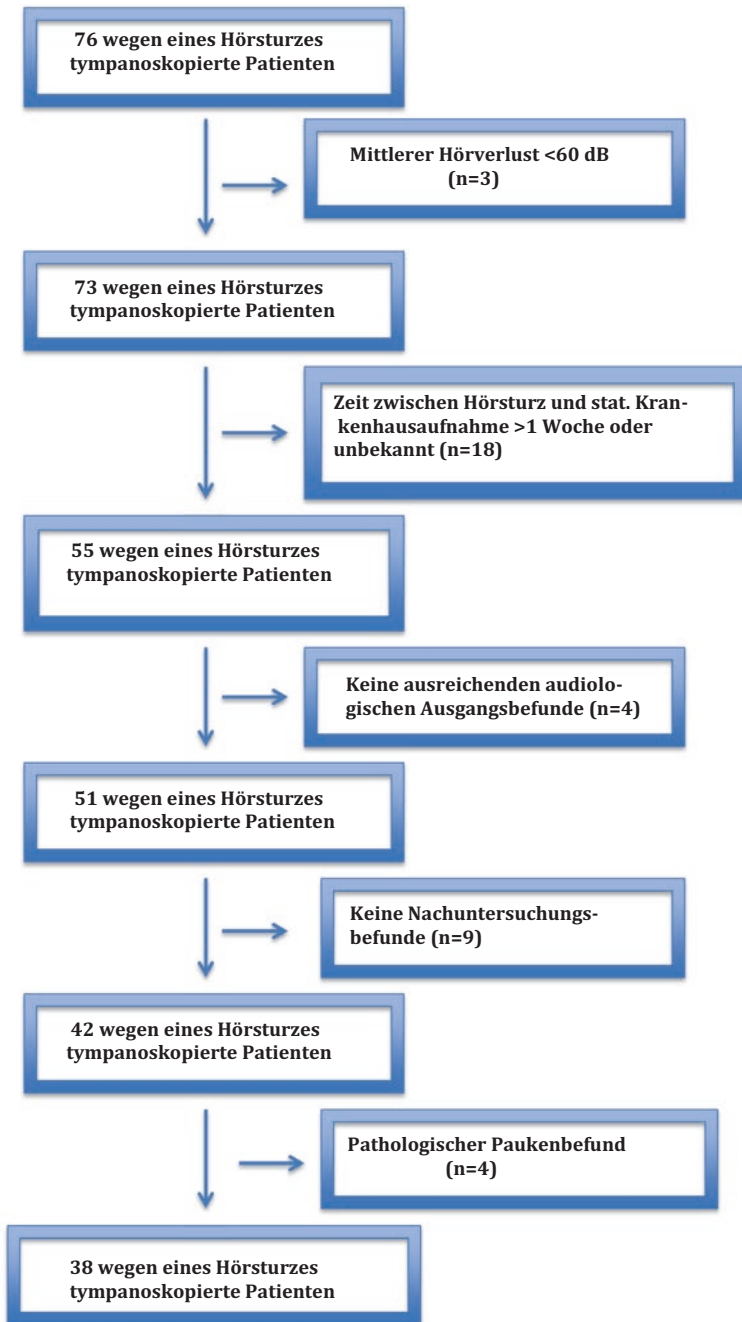 76 wegen eines Hörsturzes
tympanoskopierte Patienten
Mittlerer Hörverlust <60 dB
(n=3)
73 wegen eines Hörsturzes
tympanoskopierte Patienten
Zeit zwischen Hörsturz und stat. Kran-
kenhausaufnahme >1 Woche oder
unbekannt (n=18)
55 wegen eines Hörsturzes
tympanoskopierte Patienten
Keine ausreichenden audiolo-
gischen Ausgangsbefunde (n=4)
51 wegen eines Hörsturzes
tympanoskopierte Patienten
Keine Nachuntersuchungs-
befunde (n=9)
42 wegen eines Hörsturzes
tympanoskopierte Patienten
Pathologischer Paukenbefund
(n=4)
38 wegen eines Hörsturzes
tympanoskopierte Patienten